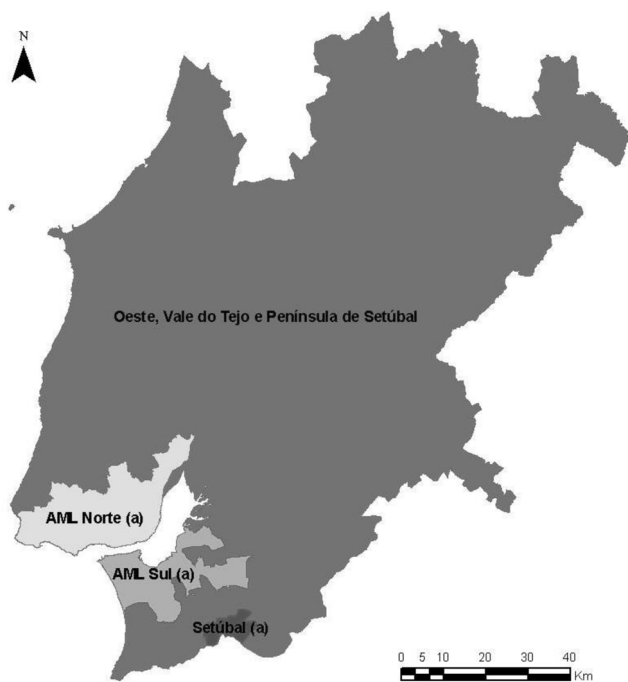 N
Oeste, Vale do Tejo e Península de Setúbal
AML Norte (a)
AML Sul (a)
Setúbal (a)
0 5 10 20 30 40
Km